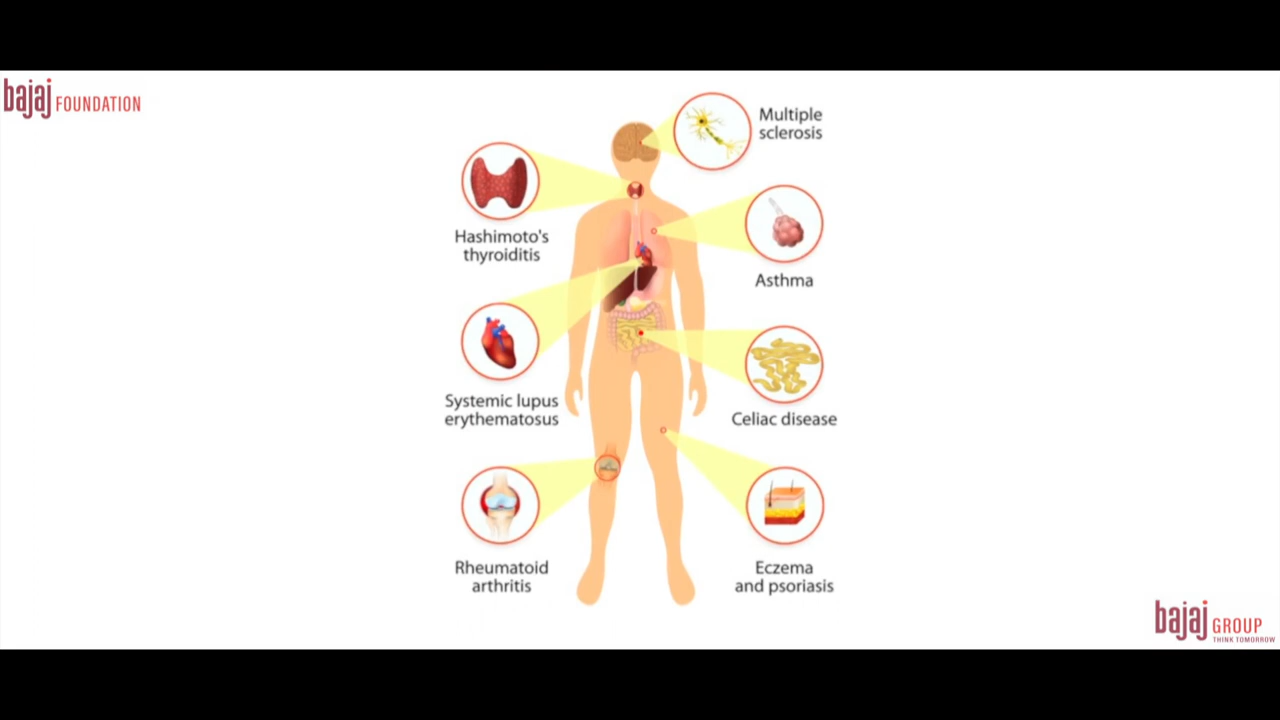 bajaj FOUNDATION
Multiple
sclerosis
Hashimoto's
thyroiditis
Asthma
Systemic lupus
erythematosus
Celiac disease
Rheumatoid
arthritis
Eczema
and psoriasis
bajaj GROUP
THINK TOMORROW